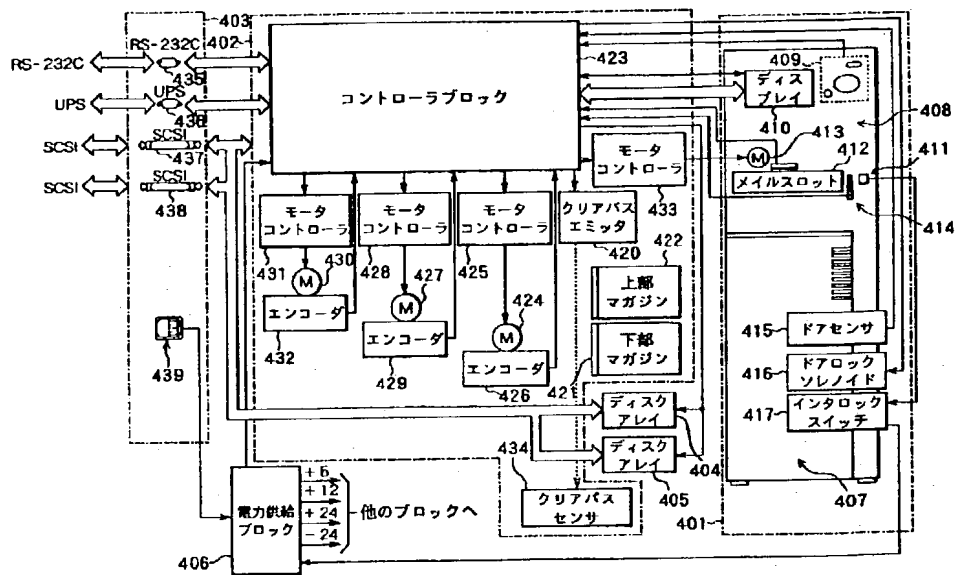 403
RS-232C
402
RS-232C
435
UPS
UPS
436
SCSI
SCSI
437
SCSI
SCSI
438
コントローラブロック
423
409
ディス
プレイ
410
408
413
M
モータ
コントローラ
433
412
411
メイルスロット
414
モータ
コントローラ
431
モータ
コントローラ
428
モータ
コントローラ
425
クリアパス
エミッタ
420
422
430
M
427
M
424
M
エンコーダ
432
エンコーダ
429
エンコーダ
426
上部
マガジン
下部
マガジン
421
439
ドアセンサ
415
ドアロック
ソレノイド
416
インタロック
スイッチ
417
ディスク
アレイ
404
ディスク
アレイ
405
407
401
434
クリアパス
センサ
電力供給
ブロック
406
+12
+24
-24
他のブロックへ